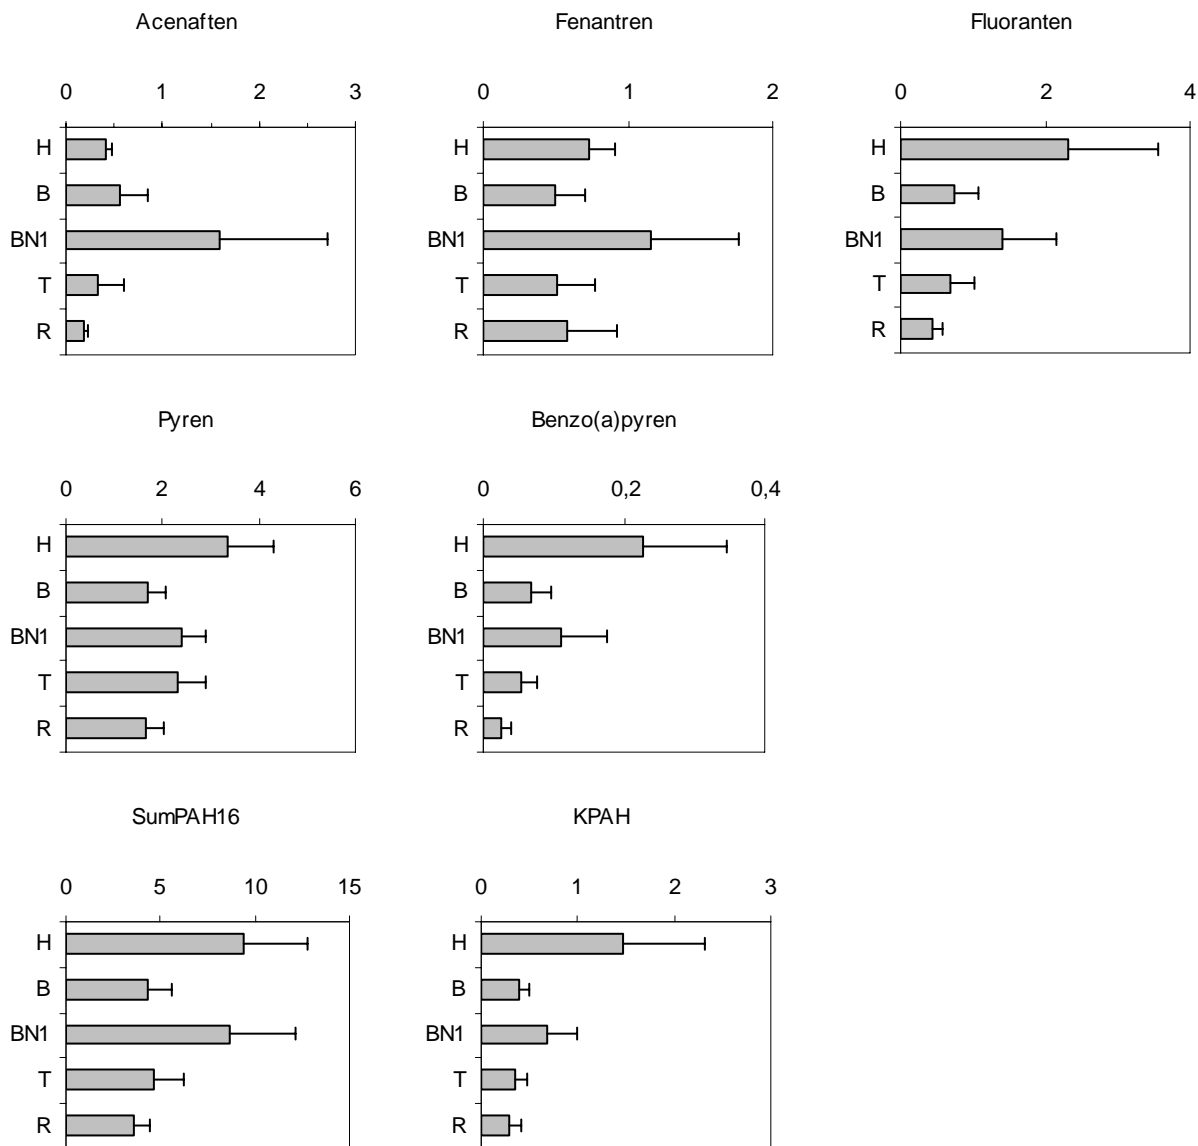 Acenaften
0 1 2 3
H
B
BN1
T
R
Fenantren
0 1 2
H
B
BN1
T
R
Fluoranten
0 2 4
H
B
BN1
T
R
Pyren
0 2 4 6
H
B
BN1
T
R
Benzo(a)pyren
0 0,2 0,4
H
B
BN1
T
R
SumPAH16
0 5 10 15
H
B
BN1
T
R
KPAH
0 1 2 3
H
B
BN1
T
R